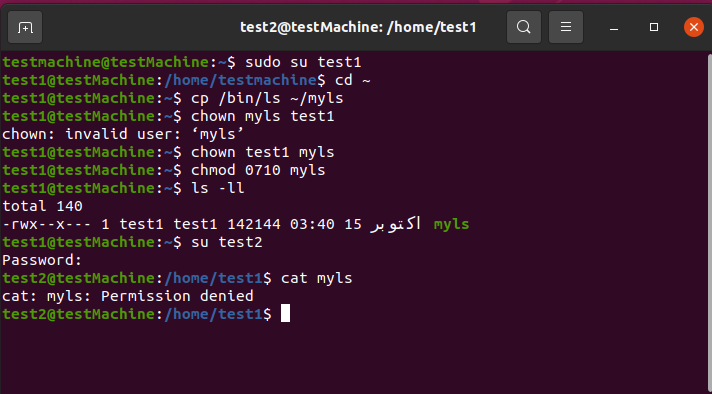 test2@testMachine: /home/test1
testmachine@testMachine:~$ sudo su test1
test1@testMachine:/home/testmachine$ cd ~
test1@testMachine:~$ cp /bin/ls ~/myls
test1@testMachine:~$ chown myls test1
chown: invalid user: ‘myls’
test1@testMachine:~$ chown test1 myls
test1@testMachine:~$ chmod 0710 myls
test1@testMachine:~$ ls -ll
total 140
-rwx--x--- 1 test1 test1 142144 03:40 15 اکتوبر myls
test1@testMachine:~$ su test2
Password:
test2@testMachine:/home/test1$ cat myls
cat: myls: Permission denied
test2@testMachine:/home/test1$